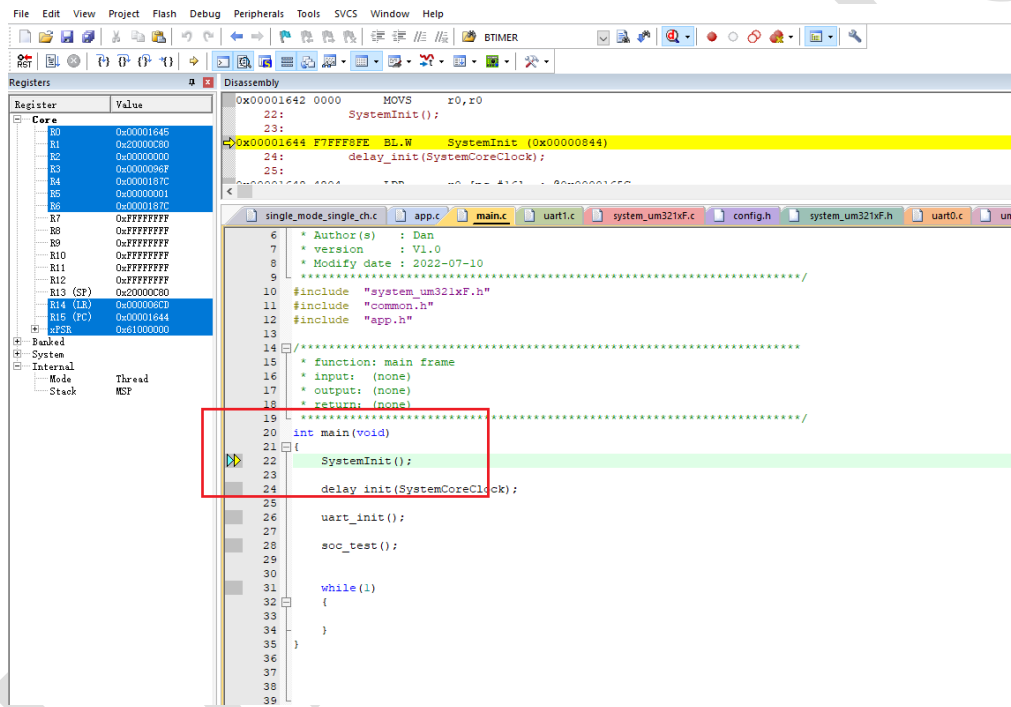 File Edit View Project Flash Debug Peripherals Tools SVCS Window Help
BTIMER
RST
Registers
Register Value
Core
R0 0x00001645
R1 0x20000C80
R2 0x00000000
R3 0x0000096F
R4 0x0000187C
R5 0x00000001
R6 0x0000187C
R7 0xFFFFFFFF
R8 0xFFFFFFFF
R9 0xFFFFFFFF
R10 0xFFFFFFFF
R11 0xFFFFFFFF
R12 0xFFFFFFFF
R13 (SP) 0x20000C80
R14 (LR) 0x000006CD
R15 (PC) 0x00001644
xPSR 0x61000000
Banked
System
Internal
Mode Thread
Stack MSP
Disassembly
0x00001642 0000 MOVS r0,r0
22: SystemInit();
23:
0x00001644 F7FFF8FE BL.W SystemInit (0x00000844)
24: delay_init(SystemCoreClock);
25:
single_mode_single_ch.c app.c main.c uart1.c system_um321xF.c config.h system_um321xF.h uart0.c un
6 * Author(s) : Dan
7 * version : V1.0
8 * Modify date : 2022-07-10
9 *****************************************************************************/
10 #include "system_um321xF.h"
11 #include "common.h"
12 #include "app.h"
13
14 /*****************************************************************************
15 * function: main frame
16 * input: (none)
17 * output: (none)
18 * return: (none)
19 *****************************************************************************/
20 int main(void)
21 {
22 SystemInit();
23
24 delay_init(SystemCoreClock);
25
26 uart_init();
27
28 soc_test();
29
30
31 while(1)
32 {
33
34 }
35 }
36
37
38
39